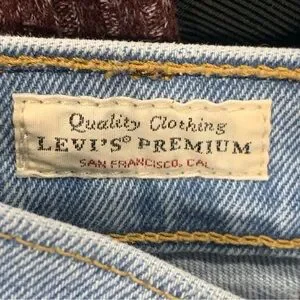 Quality Clothing
LEVI'S® PREMIUM
SAN FRANCISCO, CAL